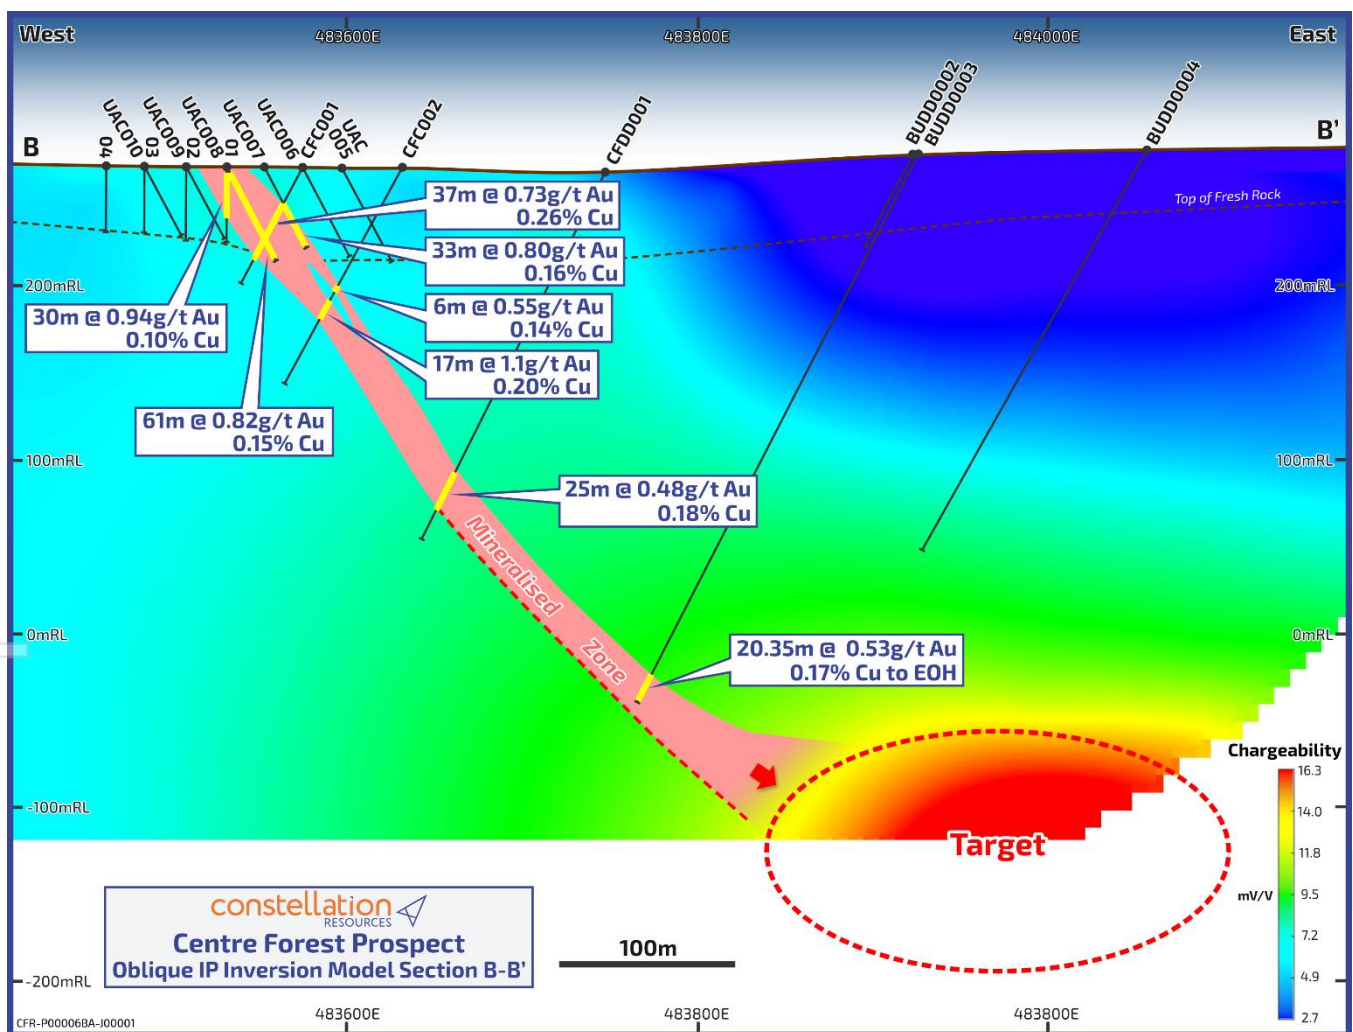 West
483600E
483800E
484000E
East
B
B'
04
UAC010
03
UAC009
02
UAC008
01
UAC007
UAC006
CFC001
UAC
005
CFC002
CFDD001
BUDD0002
BUDD0003
BUDD0004
Top of Fresh Rock
37m @ 0.73g/t Au
0.26% Cu
33m @ 0.80g/t Au
0.16% Cu
200mRL
200mRL
6m @ 0.55g/t Au
0.14% Cu
30m @ 0.94g/t Au
0.10% Cu
17m @ 1.1g/t Au
0.20% Cu
61m @ 0.82g/t Au
0.15% Cu
100mRL
100mRL
25m @ 0.48g/t Au
0.18% Cu
Mineralised
Zone
0mRL
0mRL
20.35m @ 0.53g/t Au
0.17% Cu to EOH
Chargeability
16.3
14.0
11.8
mV/V
9.5
7.2
4.9
2.7
-100mRL
Target
constellation
RESOURCES
Centre Forest Prospect
Oblique IP Inversion Model Section B-B'
100m
-200mRL
CFR-P00006BA-J00001
483600E
483800E
483800E